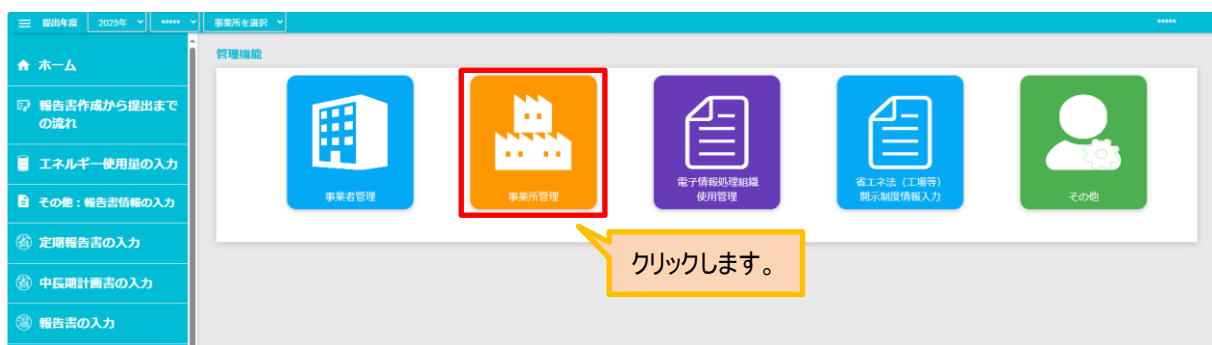 提出年度 2025年 ***** 事業所を選択 *****
ホーム
報告書作成から提出まで
の流れ
エネルギー使用量の入力
その他：報告書情報の入力
定期報告書の入力
中長期計画書の入力
報告書の入力
管理機能
事業者管理
事業所管理
電子情報処理組織
使用管理
省エネ法（工場等）
開示制度情報入力
その他
クリックします。